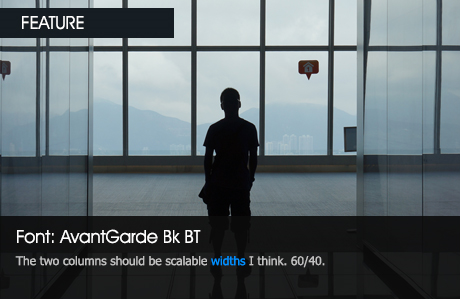 FEATURE
Font: AvantGarde Bk BT
The two columns should be scalable widths I think. 60/40.